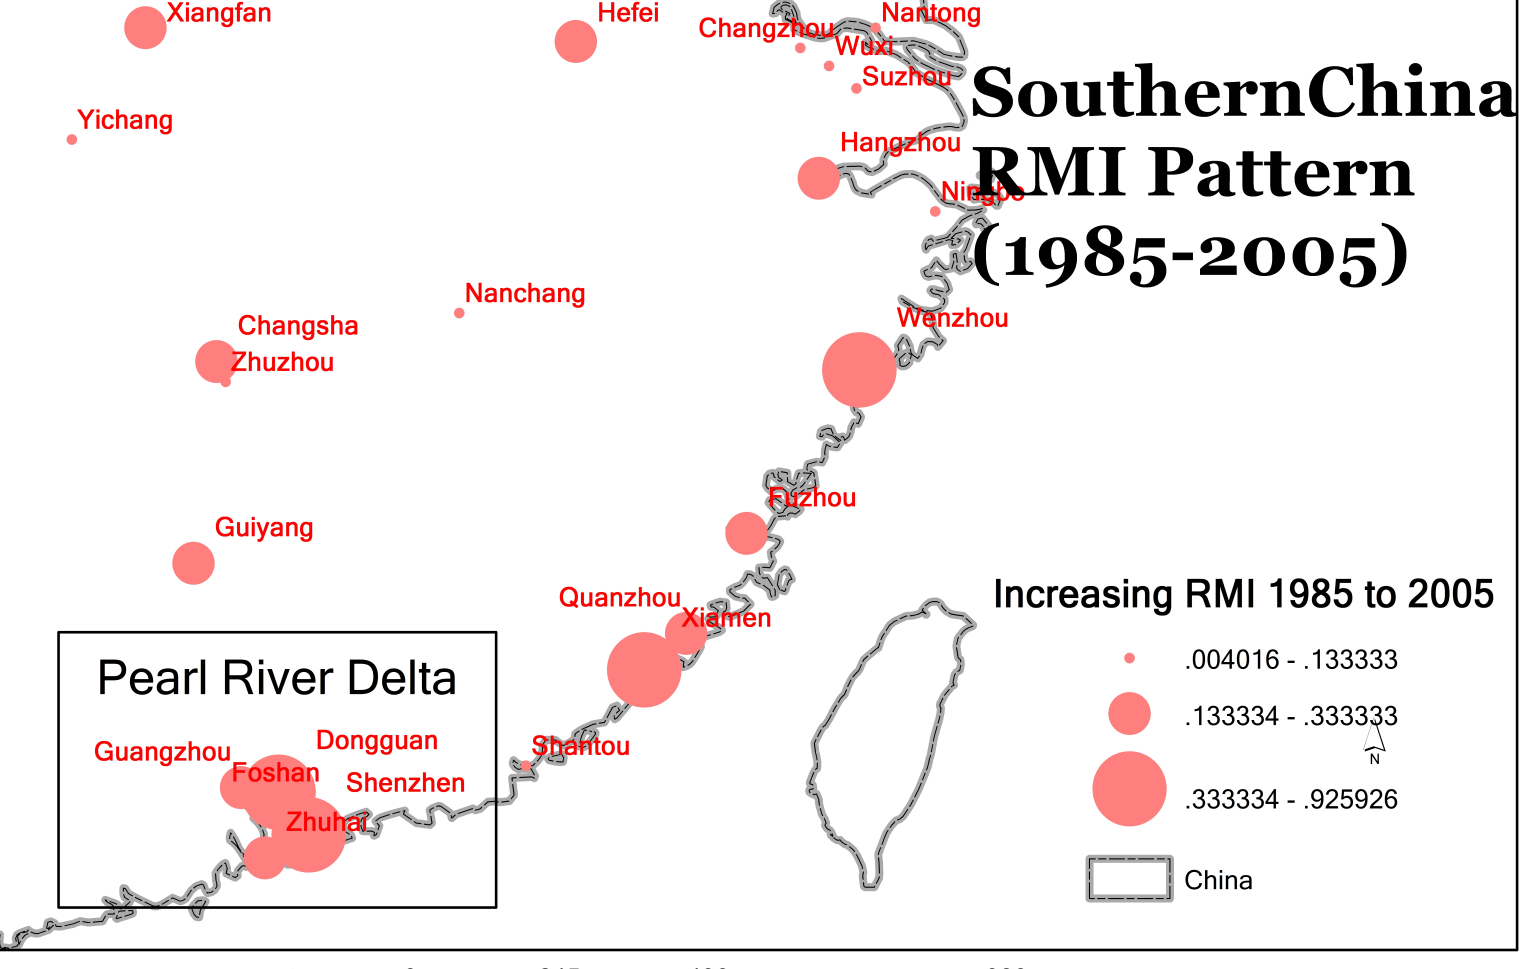 Xiangfan
Hefei
Nantong
Changzhou
Wuxi
Suzhou
SouthernChina
RMI Pattern
(1985-2005)
Yichang
Hangzhou
Ningbo
Nanchang
Wenzhou
Changsha
Zhuzhou
Fuzhou
Guiyang
Quanzhou
Xiamen
Increasing RMI 1985 to 2005
.004016 - .133333
.133334 - .333333
N
.333334 - .925926
China
Pearl River Delta
Shantou
Dongguan
Guangzhou
Foshan
Shenzhen
Zhuhai